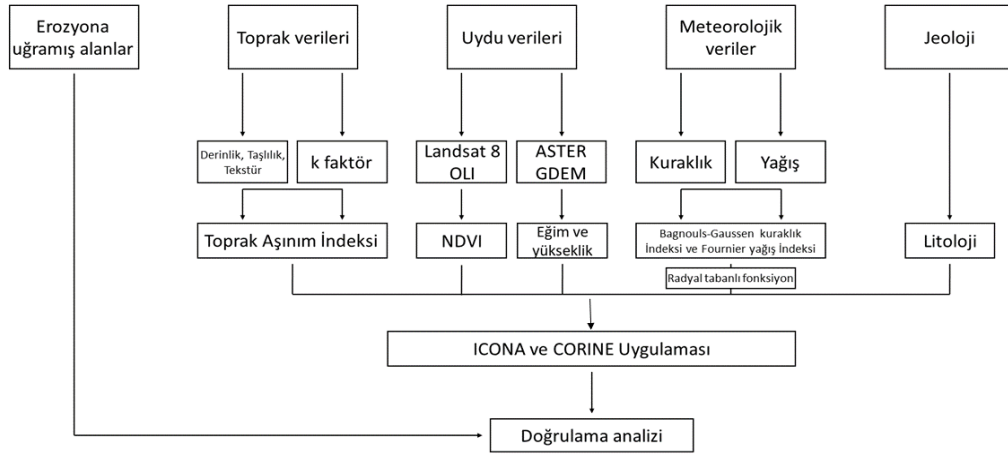 Erozyona
uğramış alanlar
Toprak verileri
Uydu verileri
Meteorolojik
veriler
Jeoloji
Derinlik, Taşlılık,
Tekstür
k faktör
Landsat 8
OLI
ASTER
GDEM
Kuraklık
Yağış
Toprak Aşınım İndeksi
NDVI
Eğim ve
yükseklik
Bagnouls-Gaussen kuraklık
İndeksi ve Fournier yağış İndeksi
Litoloji
Radyal tabanlı fonksiyon
ICONA ve CORINE Uygulaması
Doğrulama analizi